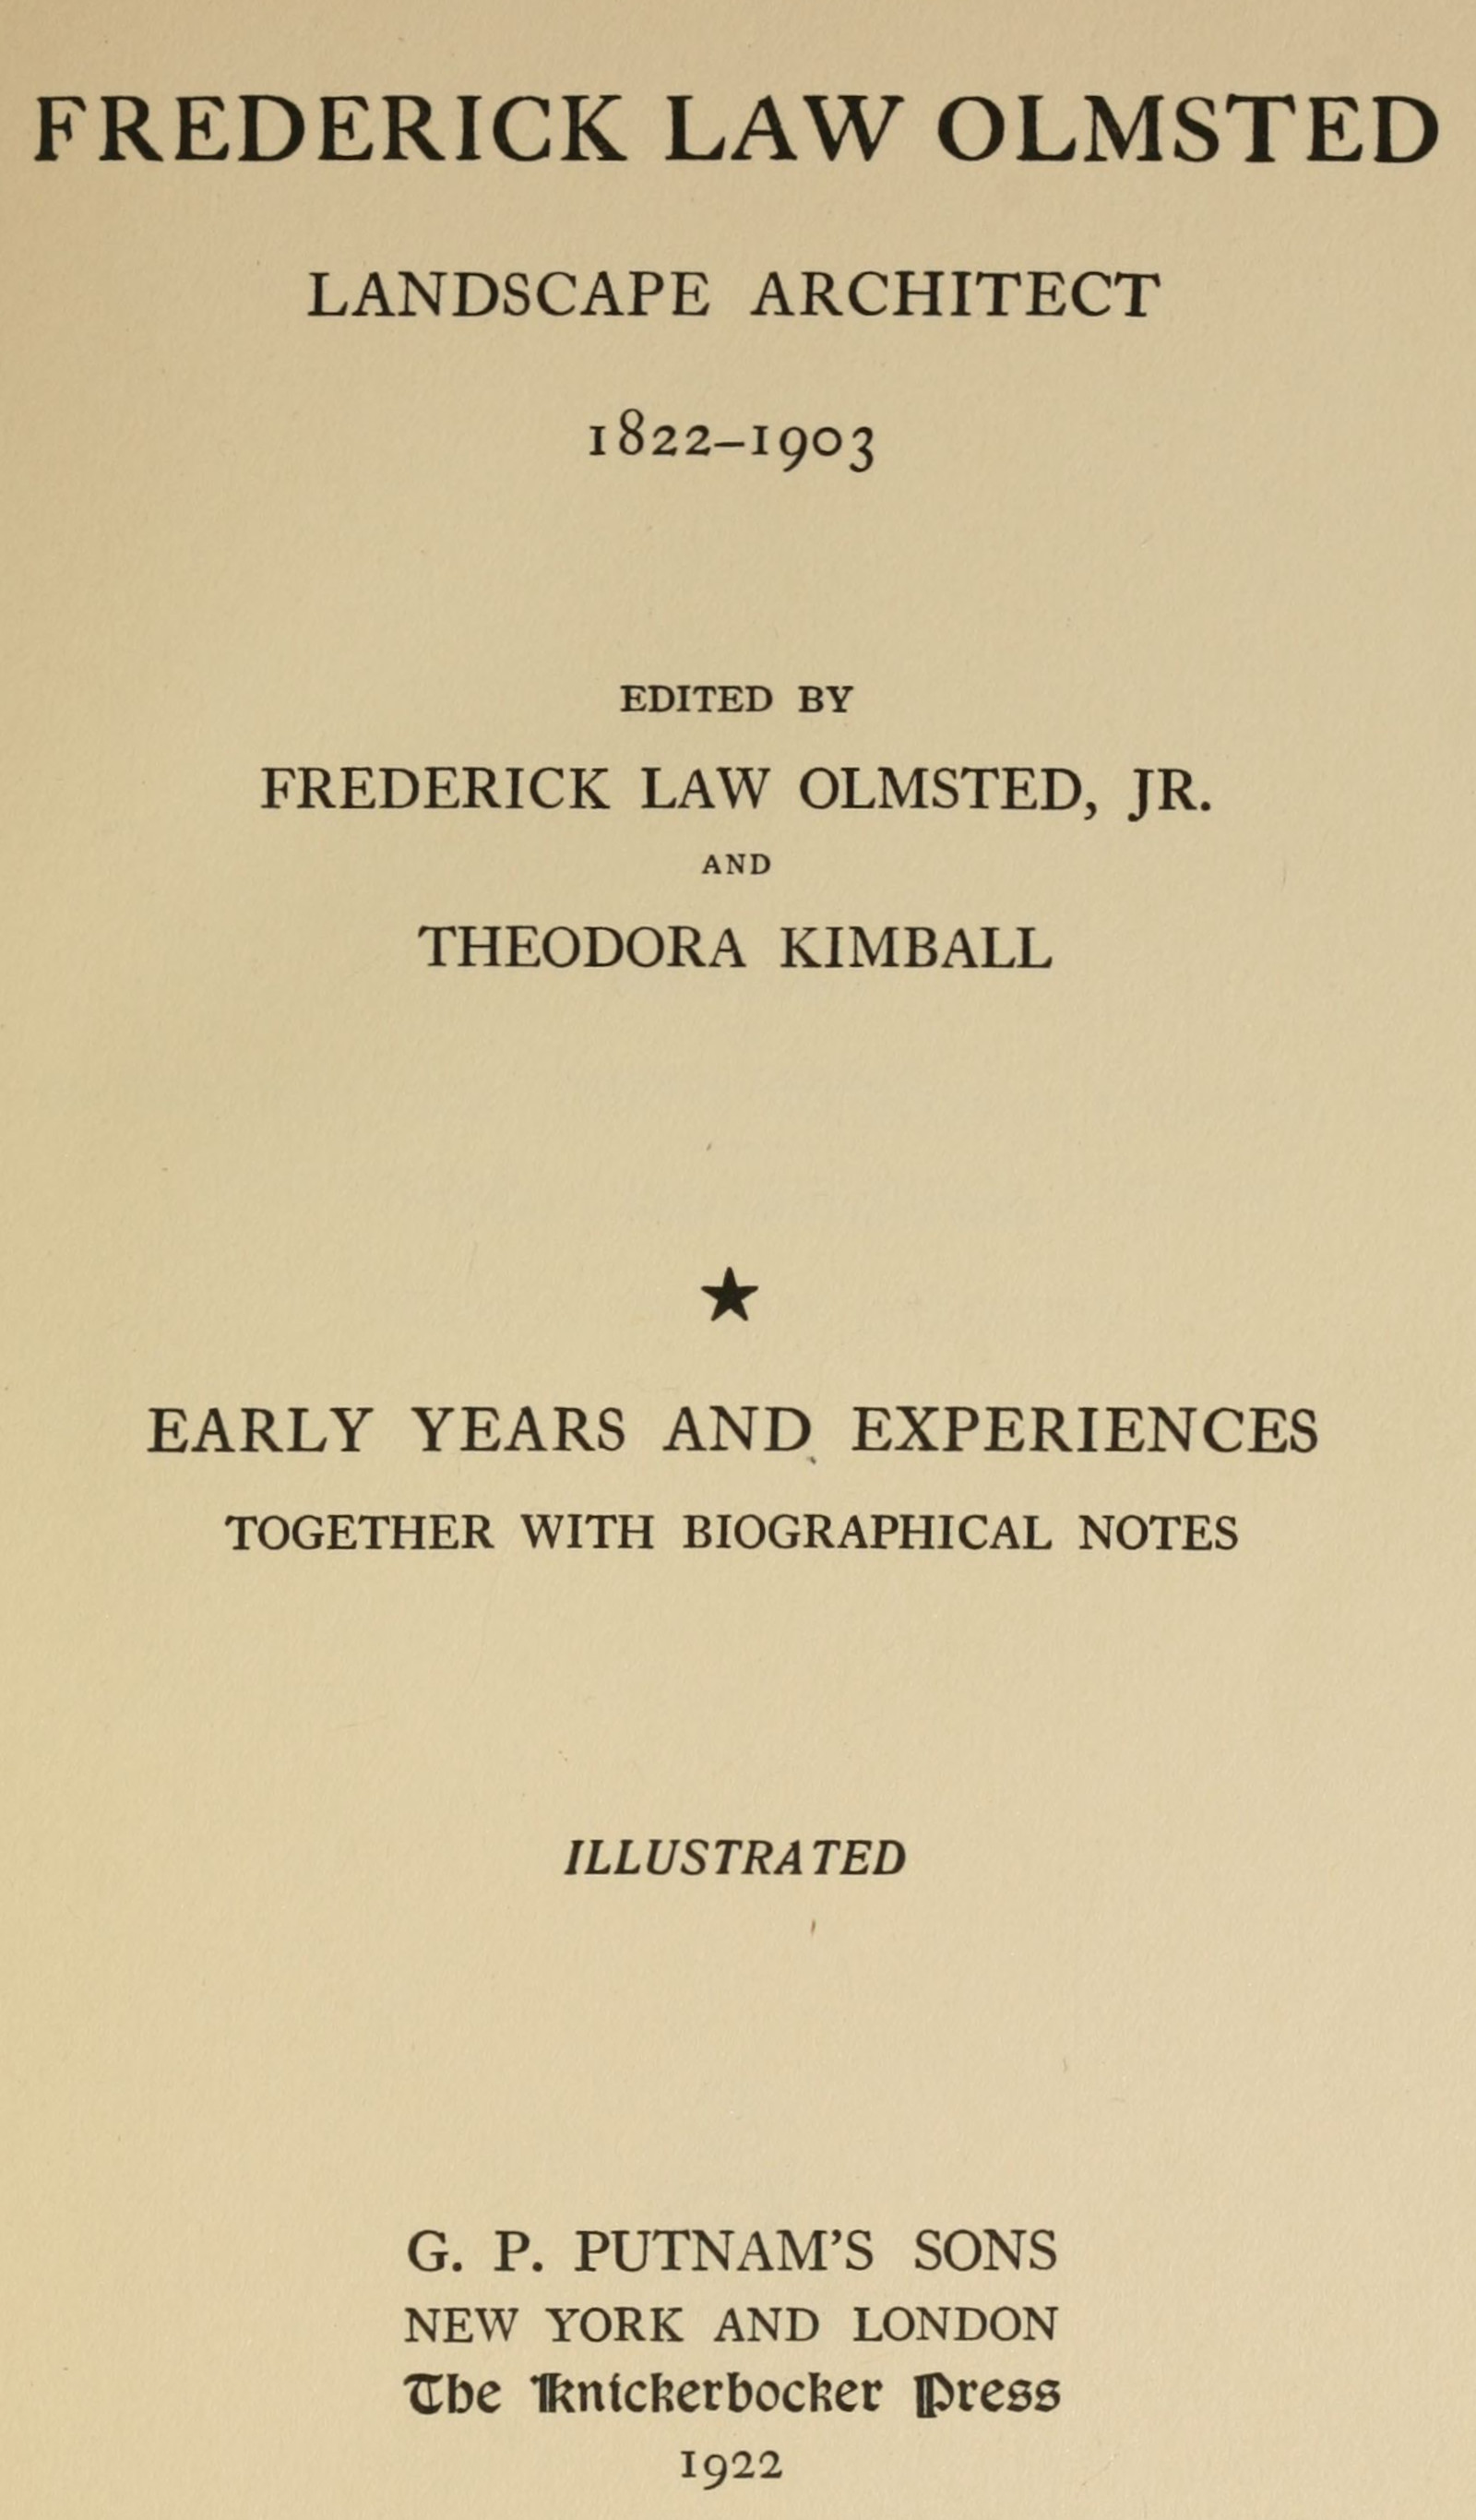 FREDERICK LAW OLMSTED
LANDSCAPE ARCHITECT
1822–1903
EDITED BY
FREDERICK LAW OLMSTED, JR.
AND
THEODORA KIMBALL
★
EARLY YEARS AND EXPERIENCES
TOGETHER WITH BIOGRAPHICAL NOTES
ILLUSTRATED
G. P. PUTNAM'S SONS
NEW YORK AND LONDON
The Knickerbocker Press
1922